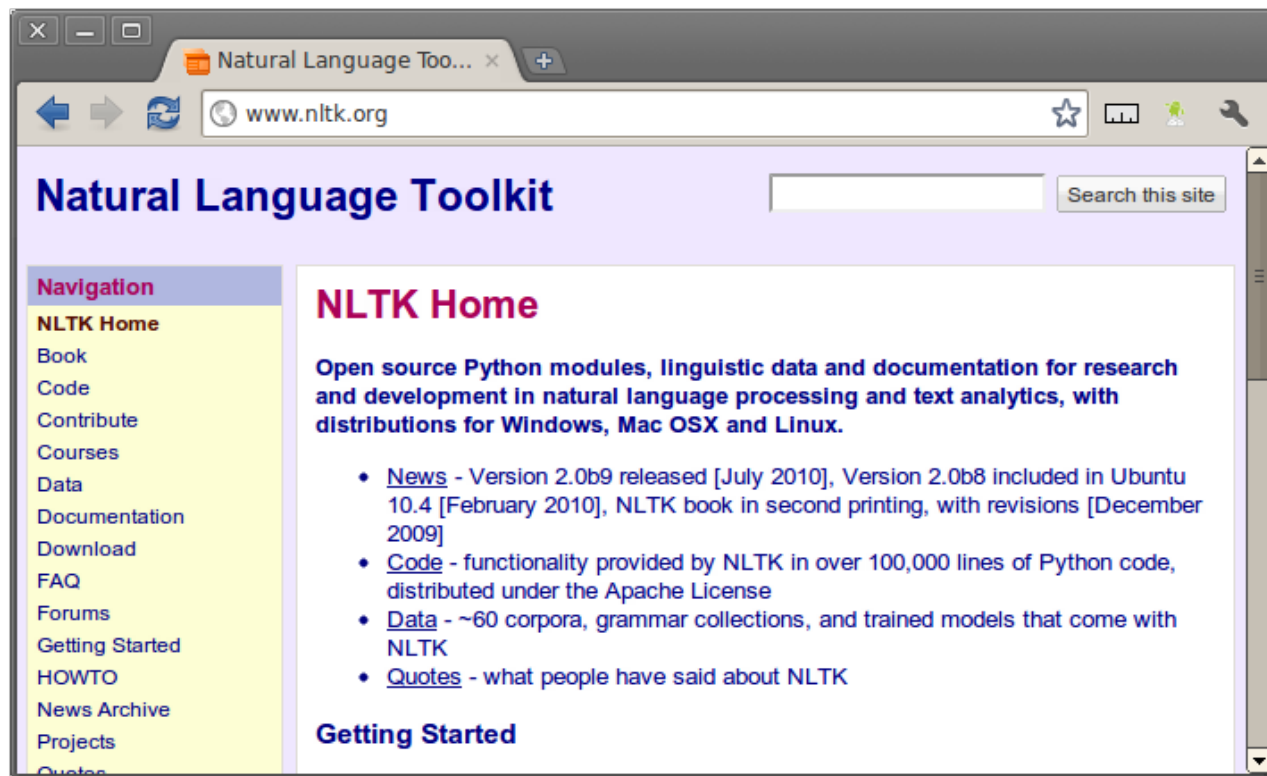 Natural Language Too...
www.nltk.org
Natural Language Toolkit
Search this site
Navigation
NLTK Home
Book
Code
Contribute
Courses
Data
Documentation
Download
FAQ
Forums
Getting Started
HOWTO
News Archive
Projects
Quotes
NLTK Home
Open source Python modules, linguistic data and documentation for research
and development in natural language processing and text analytics, with
distributions for Windows, Mac OSX and Linux.
• News - Version 2.0b9 released [July 2010], Version 2.0b8 included in Ubuntu
10.4 [February 2010], NLTK book in second printing, with revisions [December
2009]
• Code - functionality provided by NLTK in over 100,000 lines of Python code,
distributed under the Apache License
• Data - ~60 corpora, grammar collections, and trained models that come with
NLTK
• Quotes - what people have said about NLTK
Getting Started